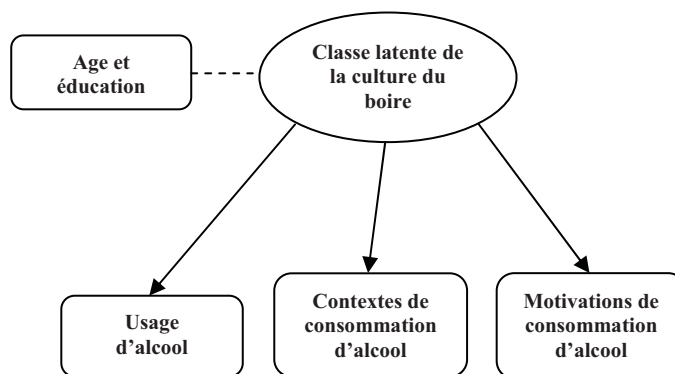 Age et
éducation
Classe latente de
la culture du
boire
Usage
d’alcool
Contextes de
consommation
d’alcool
Motivations de
consommation
d’alcool